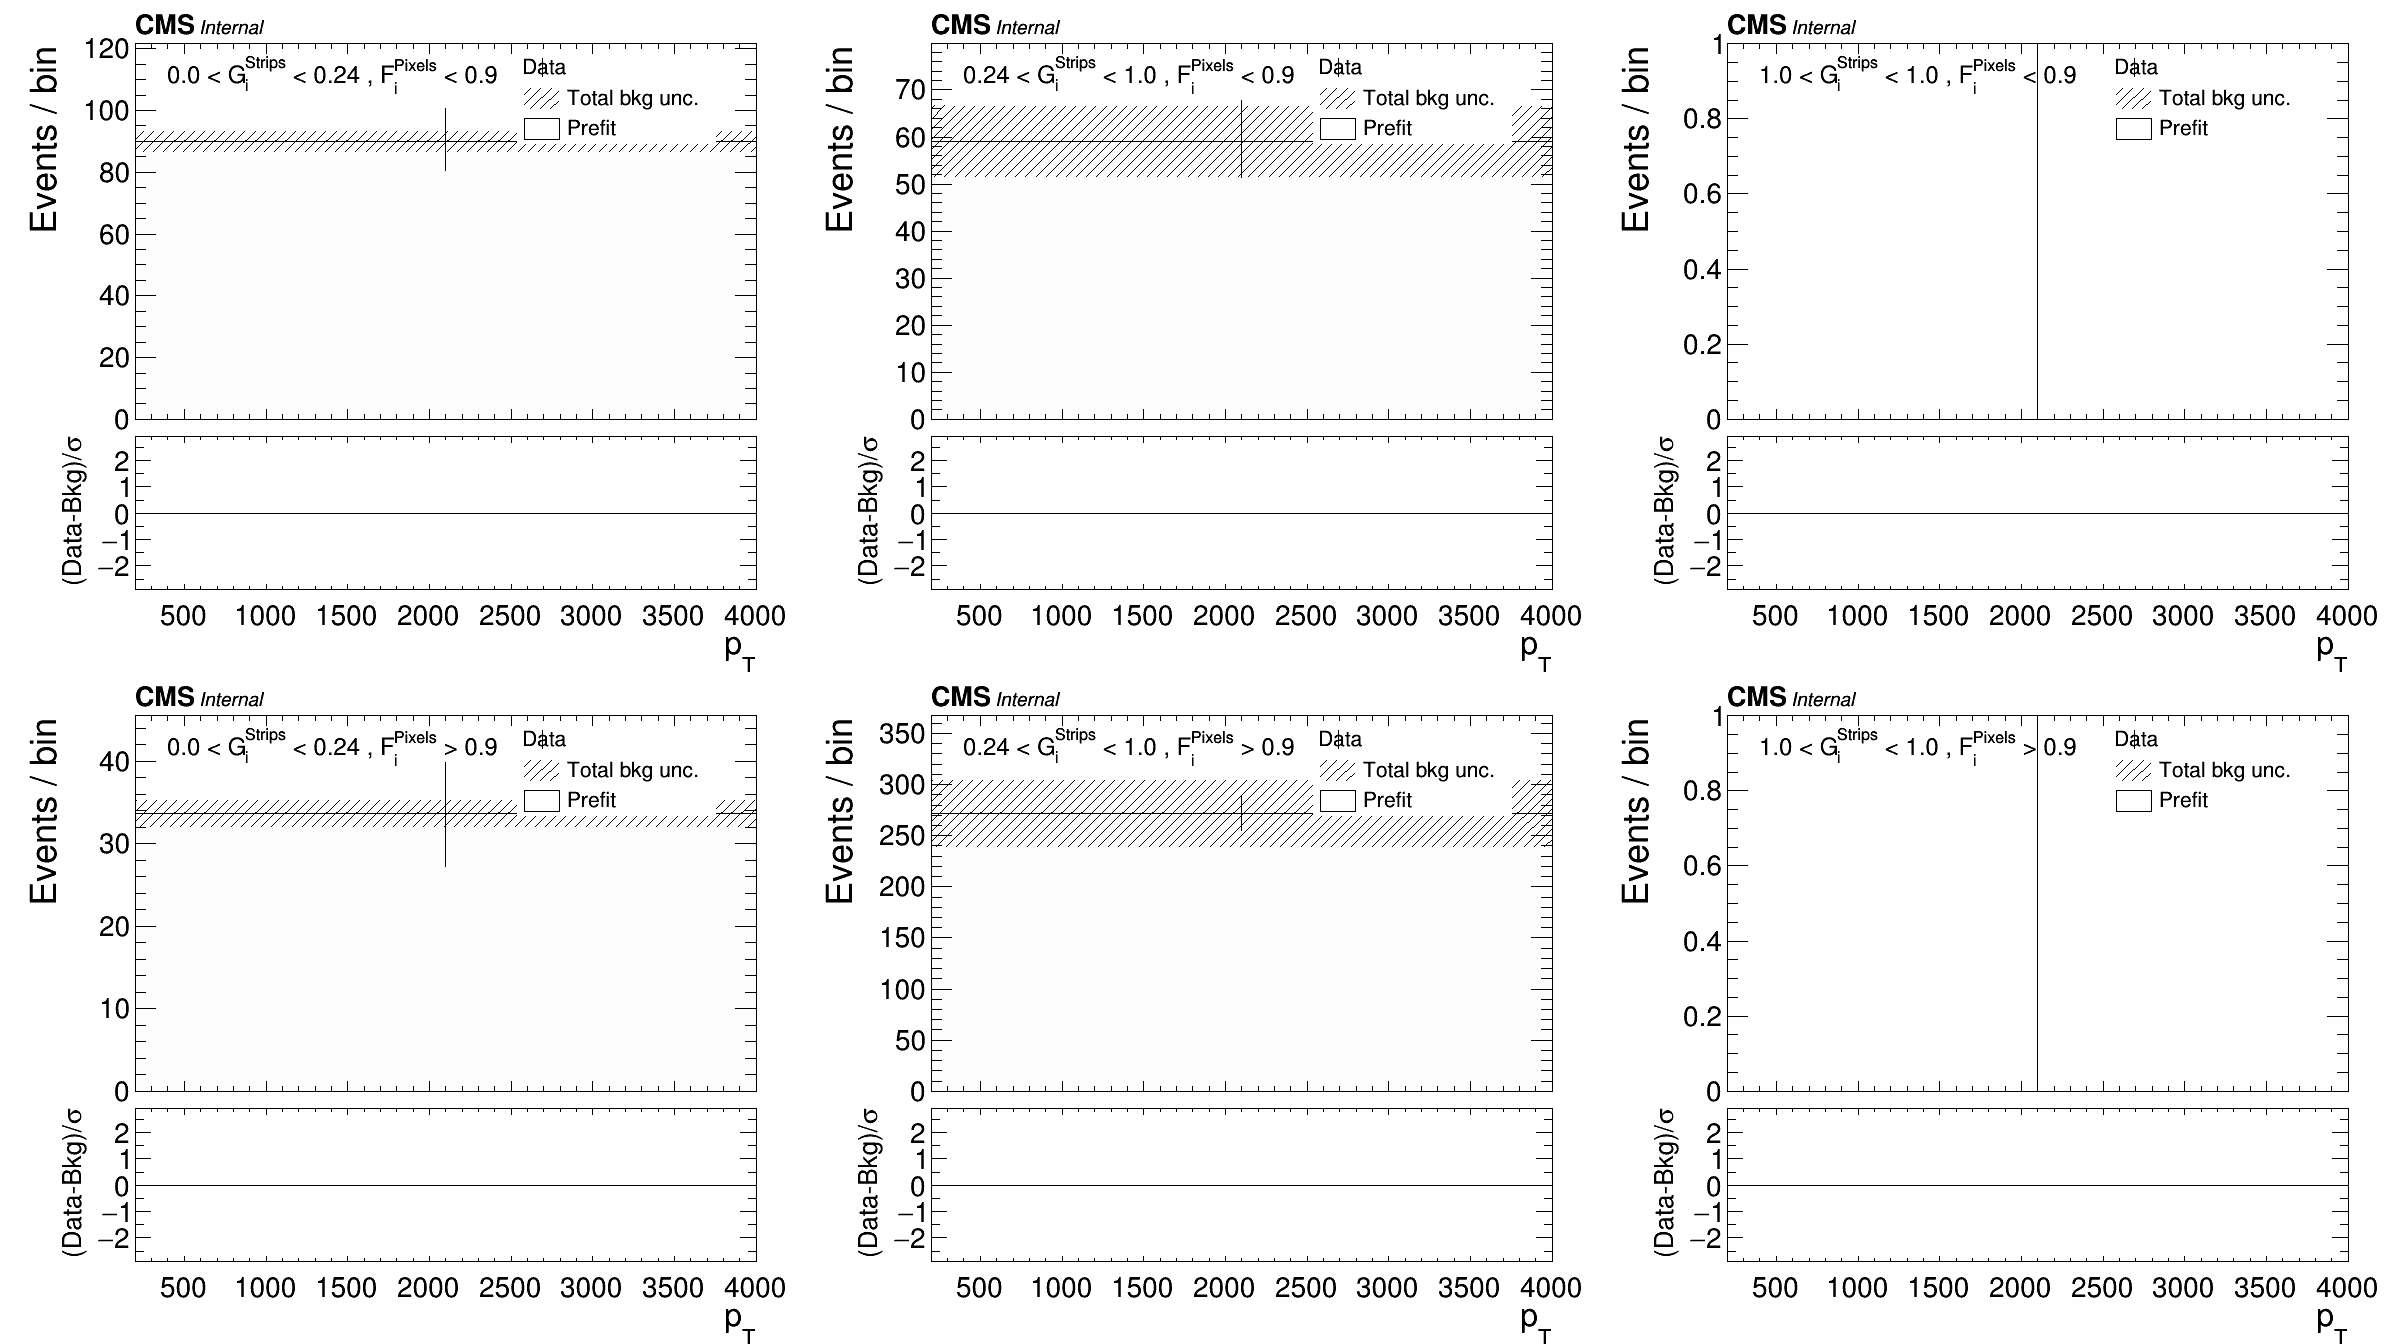 CMS Internal
Events / bin
0.0 < G_i^Strips < 0.24 , F_i^Pixels < 0.9
Data
Total bkg unc.
Prefit
120
100
80
60
40
20
0
(Data-Bkg)/σ
2
1
0
−1
−2
500 1000 1500 2000 2500 3000 3500 4000
p_T
CMS Internal
Events / bin
0.24 < G_i^Strips < 1.0 , F_i^Pixels < 0.9
Data
Total bkg unc.
Prefit
70
60
50
40
30
20
10
0
(Data-Bkg)/σ
2
1
0
−1
−2
500 1000 1500 2000 2500 3000 3500 4000
p_T
CMS Internal
Events / bin
1.0 < G_i^Strips < 1.0 , F_i^Pixels < 0.9
Data
Total bkg unc.
Prefit
1
0.8
0.6
0.4
0.2
0
(Data-Bkg)/σ
2
1
0
−1
−2
500 1000 1500 2000 2500 3000 3500 4000
p_T
CMS Internal
Events / bin
0.0 < G_i^Strips < 0.24 , F_i^Pixels > 0.9
Data
Total bkg unc.
Prefit
40
30
20
10
0
(Data-Bkg)/σ
2
1
0
−1
−2
500 1000 1500 2000 2500 3000 3500 4000
p_T
CMS Internal
Events / bin
0.24 < G_i^Strips < 1.0 , F_i^Pixels > 0.9
Data
Total bkg unc.
Prefit
350
300
250
200
150
100
50
0
(Data-Bkg)/σ
2
1
0
−1
−2
500 1000 1500 2000 2500 3000 3500 4000
p_T
CMS Internal
Events / bin
1.0 < G_i^Strips < 1.0 , F_i^Pixels > 0.9
Data
Total bkg unc.
Prefit
1
0.8
0.6
0.4
0.2
0
(Data-Bkg)/σ
2
1
0
−1
−2
500 1000 1500 2000 2500 3000 3500 4000
p_T